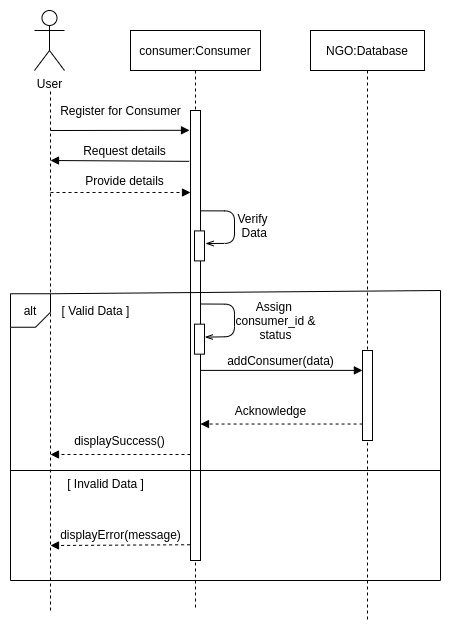 consumer:Consumer
NGO:Database
User
Register for Consumer
Request details
Provide details
Verify
Data
alt
[ Valid Data ]
Assign
consumer_id &
status
addConsumer(data)
Acknowledge
displaySuccess()
[ Invalid Data ]
displayError(message)